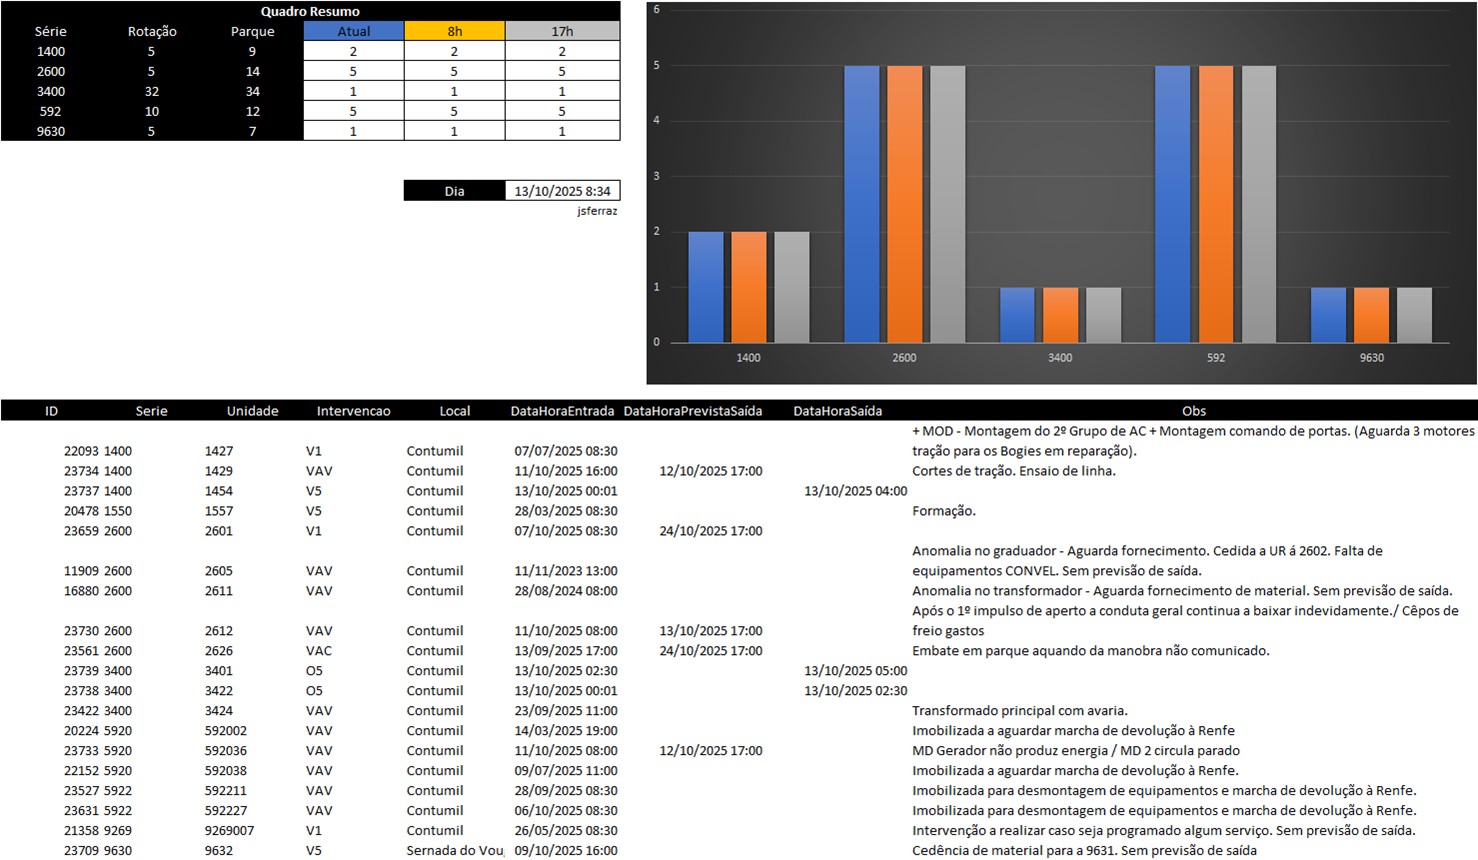 Quadro Resumo
Série Rotação Parque Atual 8h 17h
1400 5 9 2 2 2
2600 5 14 5 5 5
3400 32 34 1 1 1
592 10 12 5 5 5
9630 5 7 1 1 1
Dia 13/10/2025 8:34
jsferraz
6
5
4
3
2
1
0
1400 2600 3400 592 9630
ID Serie Unidade Intervencao Local DataHoraEntrada DataHoraPrevistaSaída DataHoraSaída Obs
+ MOD - Montagem do 2º Grupo de AC + Montagem comando de portas. (Aguarda 3 motores
22093 1400 1427 V1 Contumil 07/07/2025 08:30 tração para os Bogies em reparação).
23734 1400 1429 VAV Contumil 11/10/2025 16:00 12/10/2025 17:00 Cortes de tração. Ensaio de linha.
23737 1400 1454 V5 Contumil 13/10/2025 00:01 13/10/2025 04:00
20478 1550 1557 V5 Contumil 28/03/2025 08:30 Formação.
23659 2600 2601 V1 Contumil 07/10/2025 08:30 24/10/2025 17:00
Anomalia no graduador - Aguarda fornecimento. Cedida a UR á 2602. Falta de
11909 2600 2605 VAV Contumil 11/11/2023 13:00 equipamentos CONVEL. Sem previsão de saída.
16880 2600 2611 VAV Contumil 28/08/2024 08:00 Anomalia no transformador - Aguarda fornecimento de material. Sem previsão de saída.
Após o 1º impulso de aperto a conduta geral continua a baixar indevidamente./ Cêpos de
23730 2600 2612 VAV Contumil 11/10/2025 08:00 13/10/2025 17:00 freio gastos
23561 2600 2626 VAC Contumil 13/09/2025 17:00 24/10/2025 17:00 Embate em parque aquando da manobra não comunicado.
23739 3400 3401 O5 Contumil 13/10/2025 02:30 13/10/2025 05:00
23738 3400 3422 O5 Contumil 13/10/2025 00:01 13/10/2025 02:30
23422 3400 3424 VAV Contumil 23/09/2025 11:00 Transformado principal com avaria.
20224 5920 592002 VAV Contumil 14/03/2025 19:00 Imobilizada a aguardar marcha de devolução à Renfe
23733 5920 592036 VAV Contumil 11/10/2025 08:00 12/10/2025 17:00 MD Gerador não produz energia / MD 2 circula parado
22152 5920 592038 VAV Contumil 09/07/2025 11:00 Imobilizada a aguardar marcha de devolução à Renfe.
23527 5922 592211 VAV Contumil 28/09/2025 08:30 Imobilizada para desmontagem de equipamentos e marcha de devolução à Renfe.
23631 5922 592227 VAV Contumil 06/10/2025 08:30 Imobilizada para desmontagem de equipamentos e marcha de devolução à Renfe.
21358 9269 9269007 V1 Contumil 26/05/2025 08:30 Intervenção a realizar caso seja programado algum serviço. Sem previsão de saída.
23709 9630 9632 V5 Sernada do Vou 09/10/2025 16:00 Cedência de material para a 9631. Sem previsão de saída